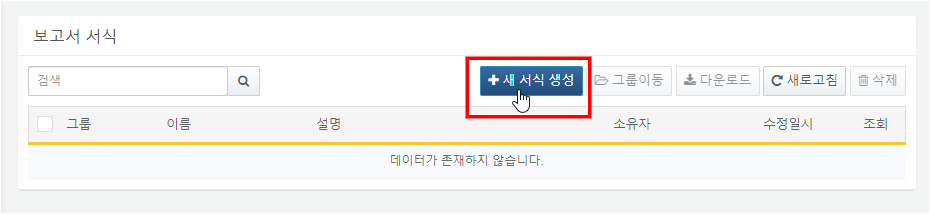 보고서 서식
검색 새 서식 생성 그룹이동 다운로드 새로고침 삭제
그룹 이름 설명 소유자 수정일시 조회
데이터가 존재하지 않습니다.